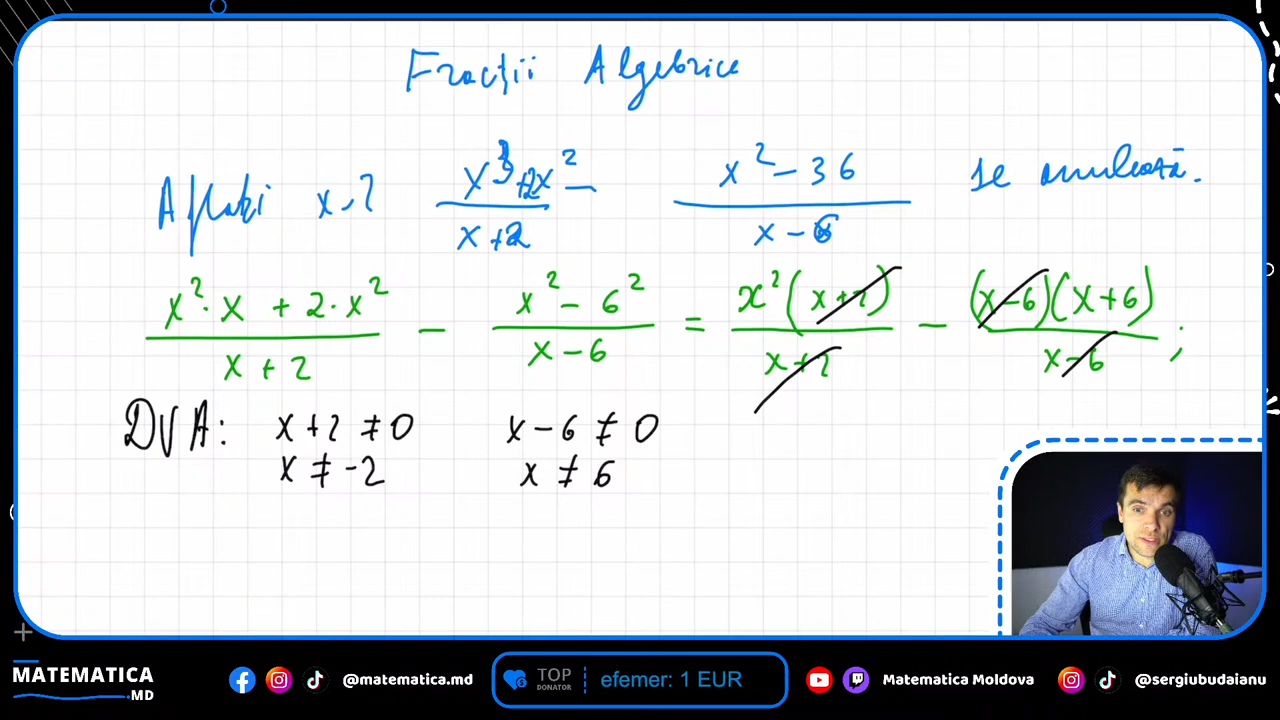 Fracții Algebrice
Aflați x-? (x³+2x²)/(x+2) - (x²-36)/(x-6) se anulează.
(x²·x + 2·x²)/(x+2) - (x²-6²)/(x-6) = (x²(x+2))/(x+2) - ((x-6)(x+6))/(x-6) ;
DVA: x+2 ≠ 0 x-6 ≠ 0
x ≠ -2 x ≠ 6
MATEMATICA
.MD
@matematica.md
TOP
DONATOR
efemer: 1 EUR
Matematica Moldova
@sergiubudaianu